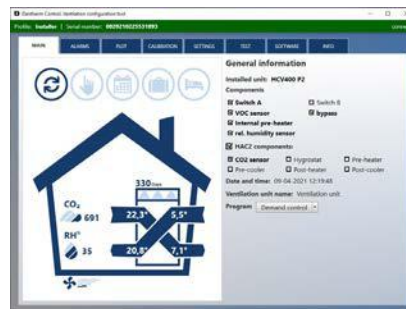 Dantherm Control: Ventilation configuration tool
Profile: Installer | Serial number: 0809210225531893
MAIN ALARMS PLOT CALIBRATION SETTINGS TEST SOFTWARE INFO
General information
Installed unit: HCV400 P2
Components
Switch A Switch B
VOC sensor bypass
Internal pre-heater
rel. humidity sensor
HAC2 components
CO2 sensor Hygrostat Pre-heater
Pre-cooler Post-heater Post-cooler
Date and time: 09-04-2021 12:19:48
Ventilation unit name: Ventilation unit
Program: Demand control
330
CO₂
691
22,3° 5,5°
RH°
35
20,8° 7,1°